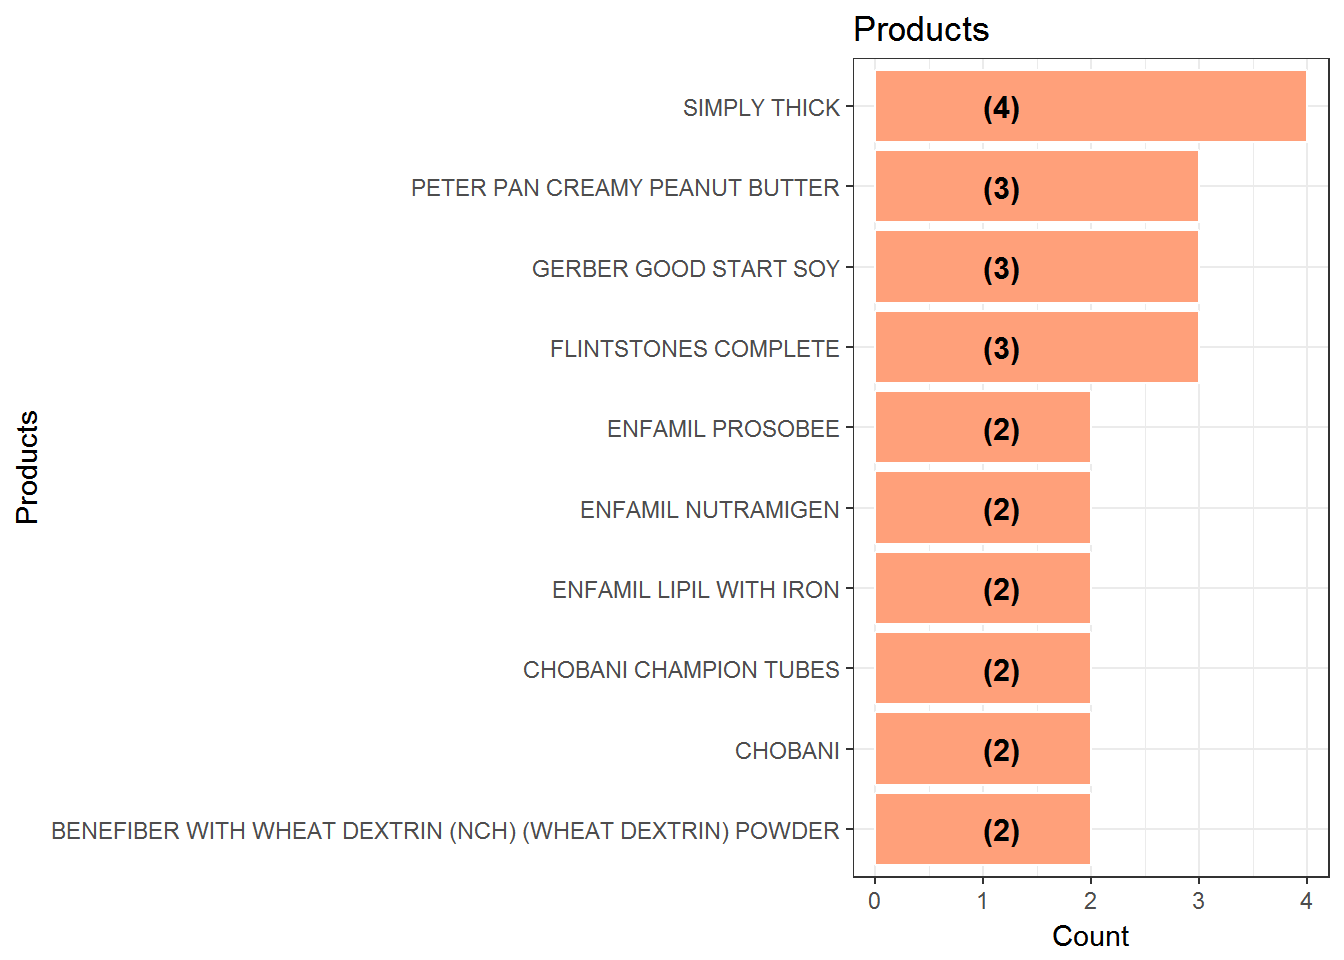 Products
SIMPLY THICK (4)
PETER PAN CREAMY PEANUT BUTTER (3)
GERBER GOOD START SOY (3)
FLINTSTONES COMPLETE (3)
ENFAMIL PROSOBEE (2)
ENFAMIL NUTRAMIGEN (2)
ENFAMIL LIPIL WITH IRON (2)
CHOBANI CHAMPION TUBES (2)
CHOBANI (2)
BENEFIBER WITH WHEAT DEXTRIN (NCH) (WHEAT DEXTRIN) POWDER (2)
0 1 2 3 4
Count
Products